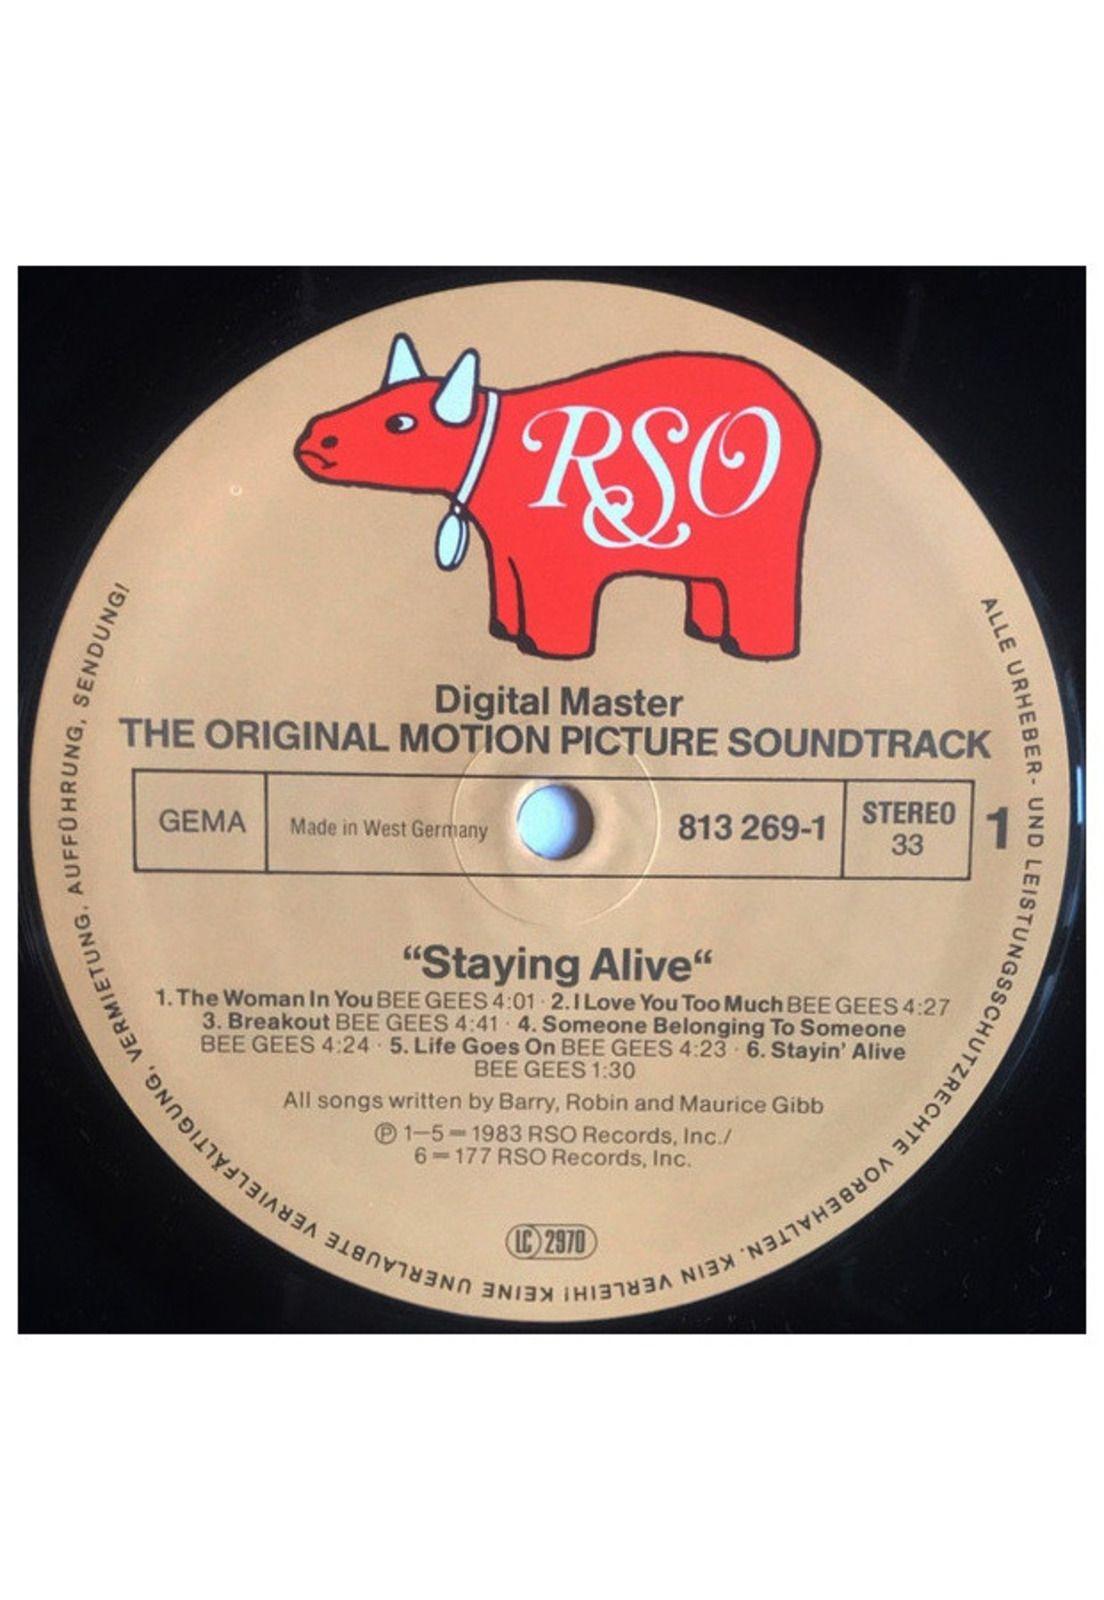 RSO
Digital Master
THE ORIGINAL MOTION PICTURE SOUNDTRACK
GEMA Made in West Germany 813 269-1 STEREO 33 1
“Staying Alive“
1. The Woman In You BEE GEES 4:01 · 2. I Love You Too Much BEE GEES 4:27
3. Breakout BEE GEES 4:41 · 4. Someone Belonging To Someone
BEE GEES 4:24 · 5. Life Goes On BEE GEES 4:23 · 6. Stayin’ Alive
BEE GEES 1:30
All songs written by Barry, Robin and Maurice Gibb
℗ 1–5 = 1983 RSO Records, Inc./
6 = 177 RSO Records, Inc.
LC 2970
ALLE URHEBER- UND LEISTUNGSSCHUTZRECHTE VORBEHALTEN. KEIN VERLEIH! KEINE UNERLAUBTE VERVIELFÄLTIGUNG, VERMIETUNG, AUFFÜHRUNG, SENDUNG!